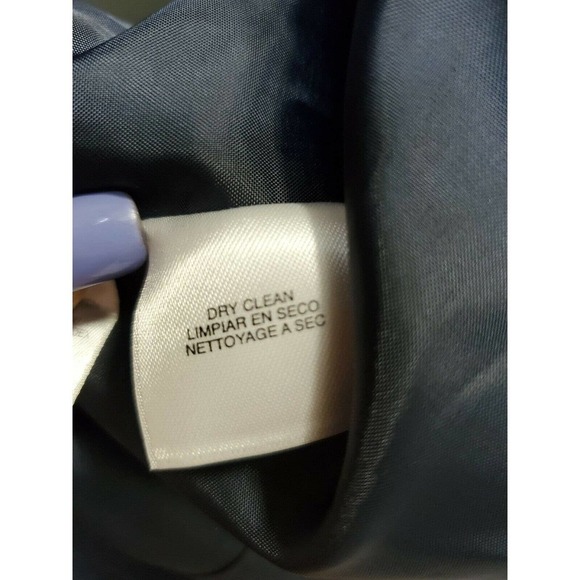 DRY CLEAN
LIMPIAR EN SECO
NETTOYAGE A SEC